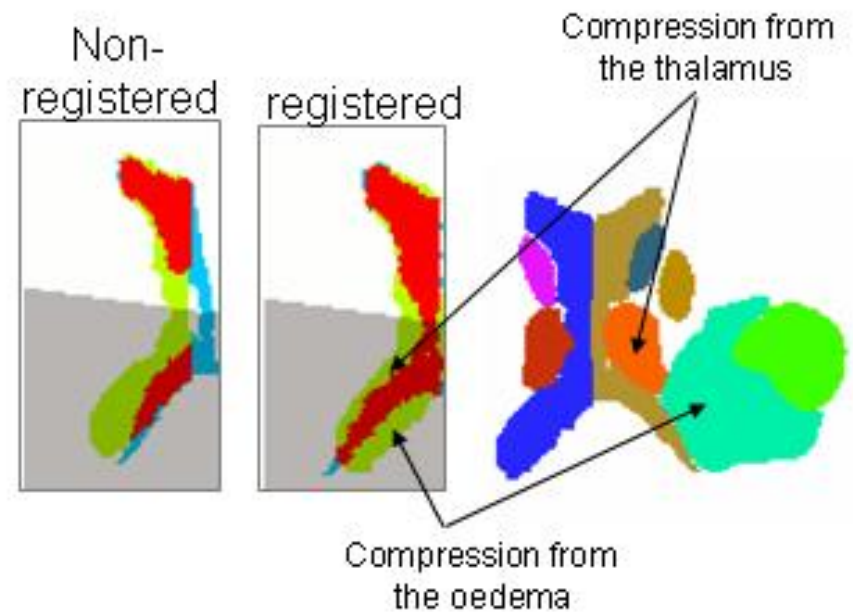 Non-
registered
registered
Compression from
the thalamus
Compression from
the oedema